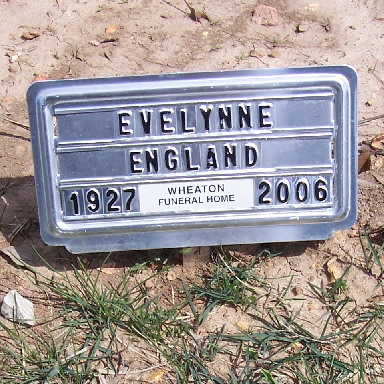 EVELYNNE
ENGLAND
1927 WHEATON FUNERAL HOME 2006